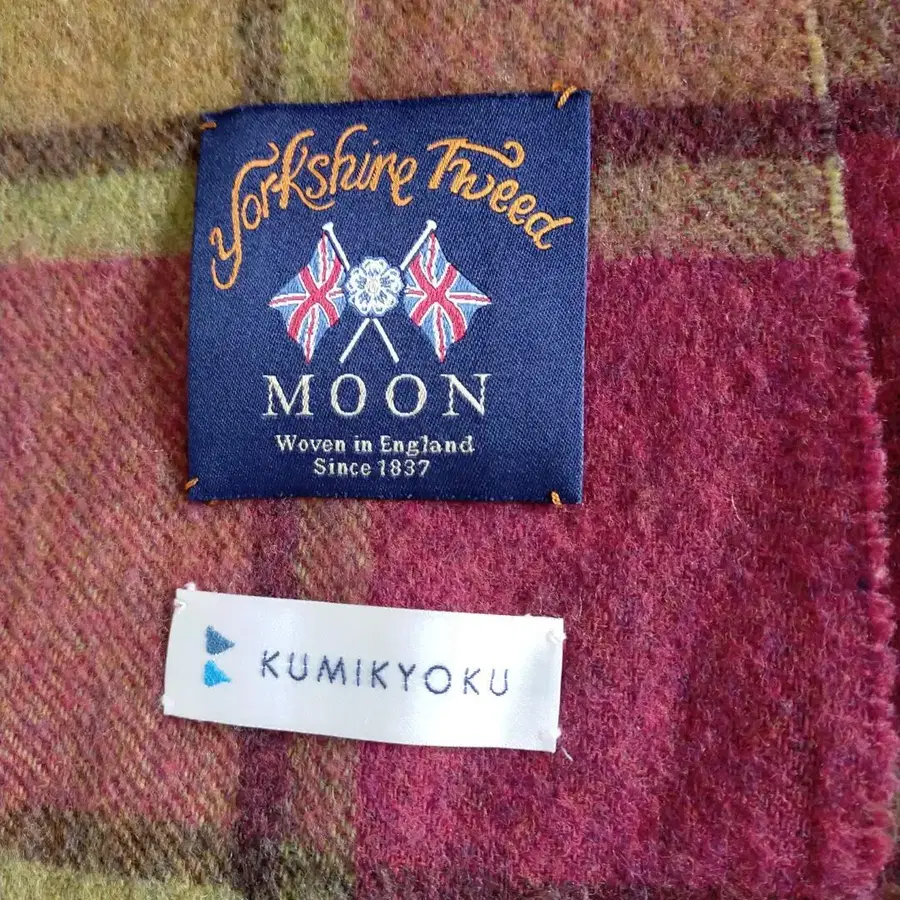 Yorkshire Tweed
MOON
Woven in England
Since 1837
KUMIKYOKU